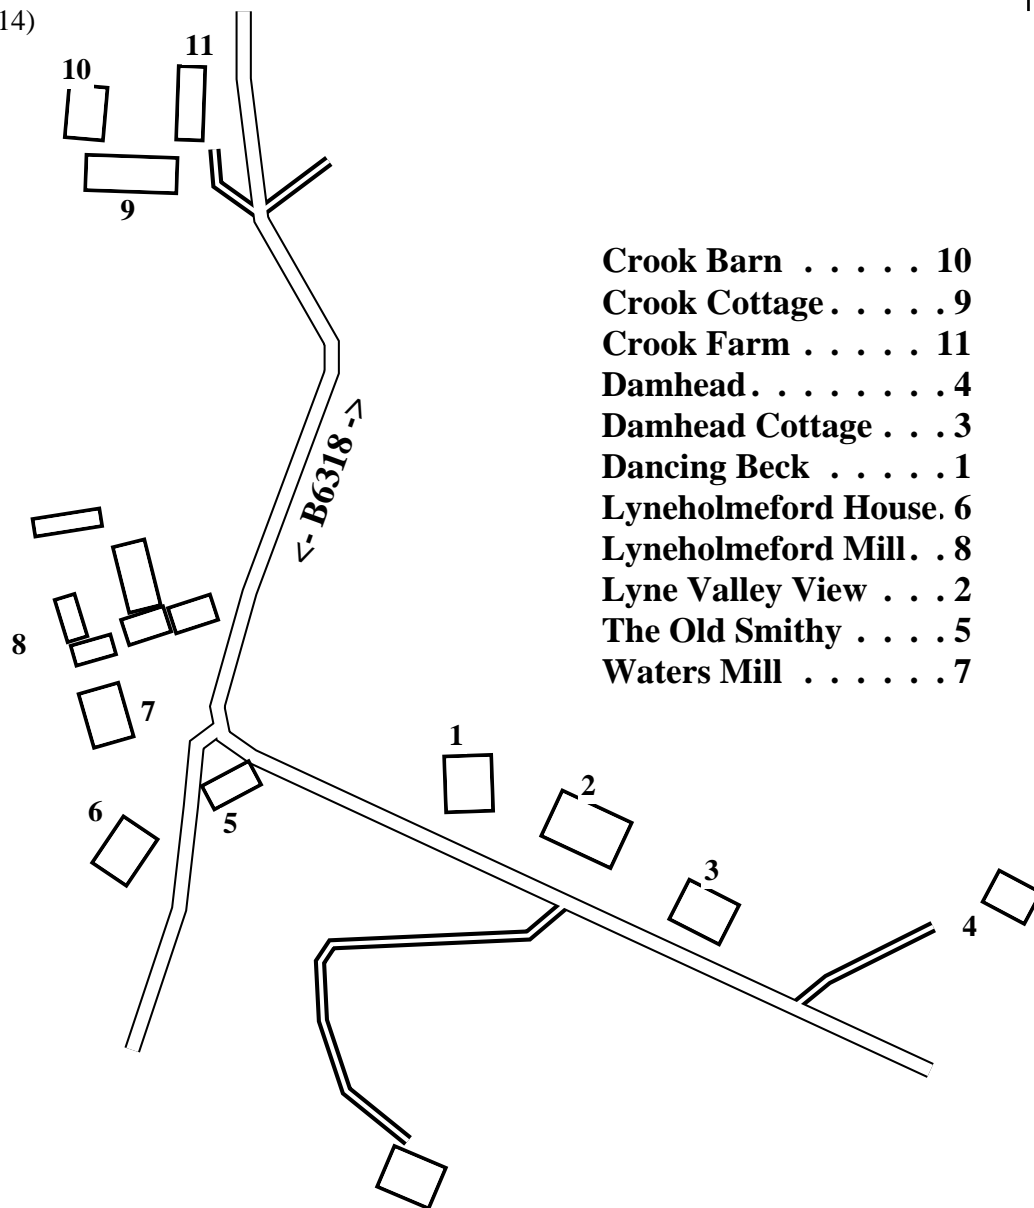 14)
11
10
9
Crook Barn . . . . . 10
Crook Cottage . . . . . 9
Crook Farm . . . . . 11
Damhead . . . . . . . . 4
Damhead Cottage . . . 3
Dancing Beck . . . . . 1
Lyneholmeford House. 6
Lyneholmeford Mill . . 8
Lyne Valley View . . . 2
The Old Smithy . . . . 5
Waters Mill . . . . . . 7
<- B6318 ->
8
7
1
2
6
5
3
4